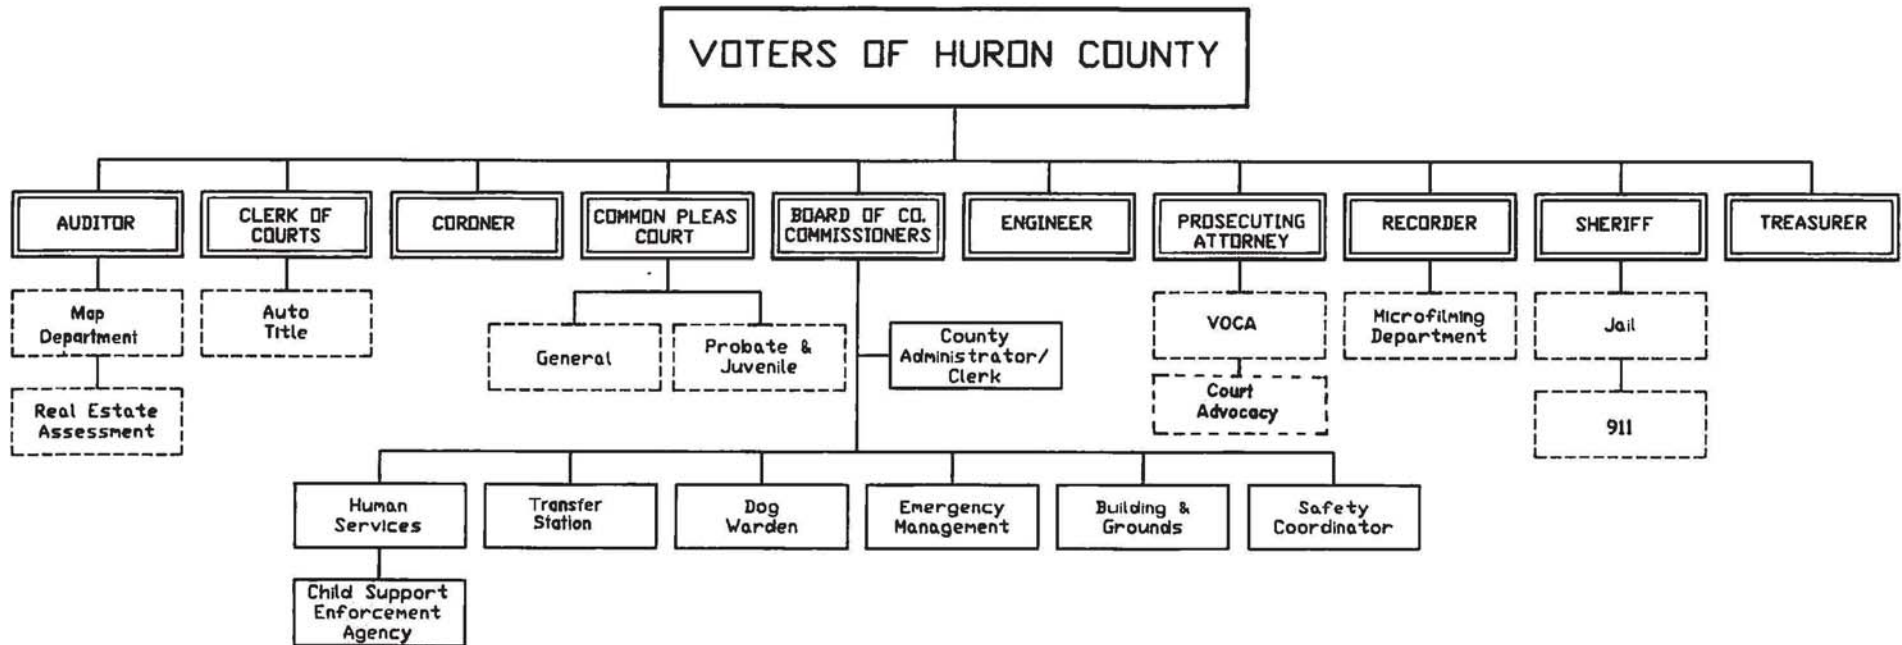 VOTERS OF HURON COUNTY
AUDITOR
CLERK OF
COURTS
CORONER
COMMON PLEAS
COURT
BOARD OF CO.
COMMISSIONERS
ENGINEER
PROSECUTING
ATTORNEY
RECORDER
SHERIFF
TREASURER
Map
Department
Auto
Title
General
Probate &
Juvenile
County
Administrator/
Clerk
VOCA
Microfilming
Department
Jail
Real Estate
Assessment
Court
Advocacy
911
Human
Services
Transfer
Station
Dog
Warden
Emergency
Management
Building &
Grounds
Safety
Coordinator
Child Support
Enforcement
Agency